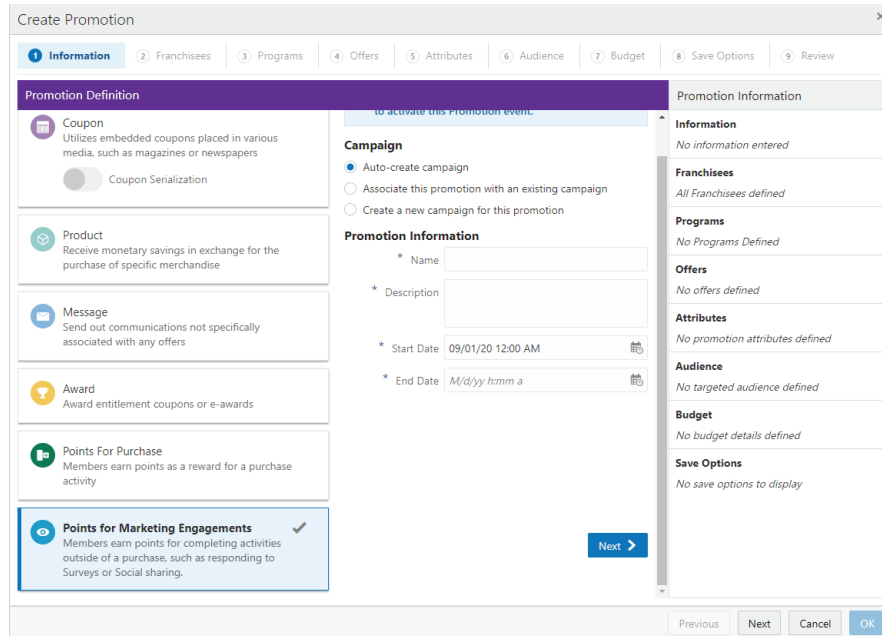 Create Promotion
×
1 Information
2 Franchisees
3 Programs
4 Offers
5 Attributes
6 Audience
7 Budget
8 Save Options
9 Review
Promotion Definition
Coupon
Utilizes embedded coupons placed in various
media, such as magazines or newspapers
Coupon Serialization
Product
Receive monetary savings in exchange for the
purchase of specific merchandise
Message
Send out communications not specifically
associated with any offers
Award
Award entitlement coupons or e-awards
Points For Purchase
Members earn points as a reward for a purchase
activity
Points for Marketing Engagements
Members earn points for completing activities
outside of a purchase, such as responding to
Surveys or Social sharing.
to activate this Promotion event.
Campaign
Auto-create campaign
Associate this promotion with an existing campaign
Create a new campaign for this promotion
Promotion Information
* Name
* Description
* Start Date 09/01/20 12:00 AM
* End Date M/d/yy h:mm a
Next
Promotion Information
Information
No information entered
Franchisees
All Franchisees defined
Programs
No Programs Defined
Offers
No offers defined
Attributes
No promotion attributes defined
Audience
No targeted audience defined
Budget
No budget details defined
Save Options
No save options to display
Previous
Next
Cancel
OK